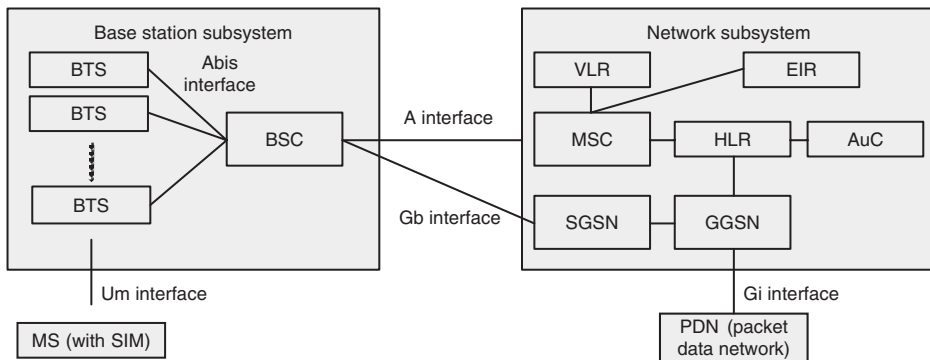 Base station subsystem
Network subsystem
BTS
Abis
interface
VLR
EIR
BTS
A interface
BSC
MSC
HLR
AuC
BTS
Gb interface
SGSN
GGSN
Um interface
Gi interface
MS (with SIM)
PDN (packet
data network)